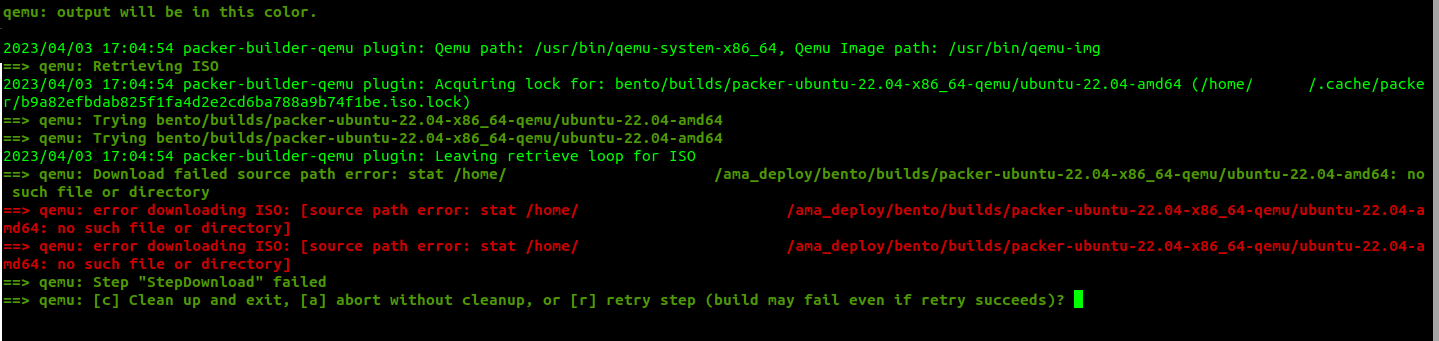 qemu: output will be in this color.
2023/04/03 17:04:54 packer-builder-qemu plugin: Qemu path: /usr/bin/qemu-system-x86_64, Qemu Image path: /usr/bin/qemu-img
==> qemu: Retrieving ISO
2023/04/03 17:04:54 packer-builder-qemu plugin: Acquiring lock for: bento/builds/packer-ubuntu-22.04-x86_64-qemu/ubuntu-22.04-amd64 (/home/ /.cache/packe
r/b9a82efbdab825f1fa4d2e2cd6ba788a9b74f1be.iso.lock)
==> qemu: Trying bento/builds/packer-ubuntu-22.04-x86_64-qemu/ubuntu-22.04-amd64
==> qemu: Trying bento/builds/packer-ubuntu-22.04-x86_64-qemu/ubuntu-22.04-amd64
2023/04/03 17:04:54 packer-builder-qemu plugin: Leaving retrieve loop for ISO
==> qemu: Download failed source path error: stat /home/ /ama_deploy/bento/builds/packer-ubuntu-22.04-x86_64-qemu/ubuntu-22.04-amd64: no
such file or directory
==> qemu: error downloading ISO: [source path error: stat /home/ /ama_deploy/bento/builds/packer-ubuntu-22.04-x86_64-qemu/ubuntu-22.04-a
md64: no such file or directory]
==> qemu: error downloading ISO: [source path error: stat /home/ /ama_deploy/bento/builds/packer-ubuntu-22.04-x86_64-qemu/ubuntu-22.04-a
md64: no such file or directory]
==> qemu: Step "StepDownload" failed
==> qemu: [c] Clean up and exit, [a] abort without cleanup, or [r] retry step (build may fail even if retry succeeds)?